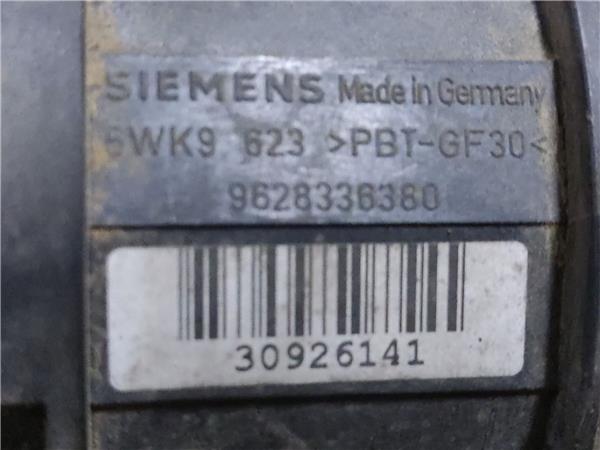 SIEMENS Made in Germany
5WK9 623 >PBT-GF30<
9628336380
30926141